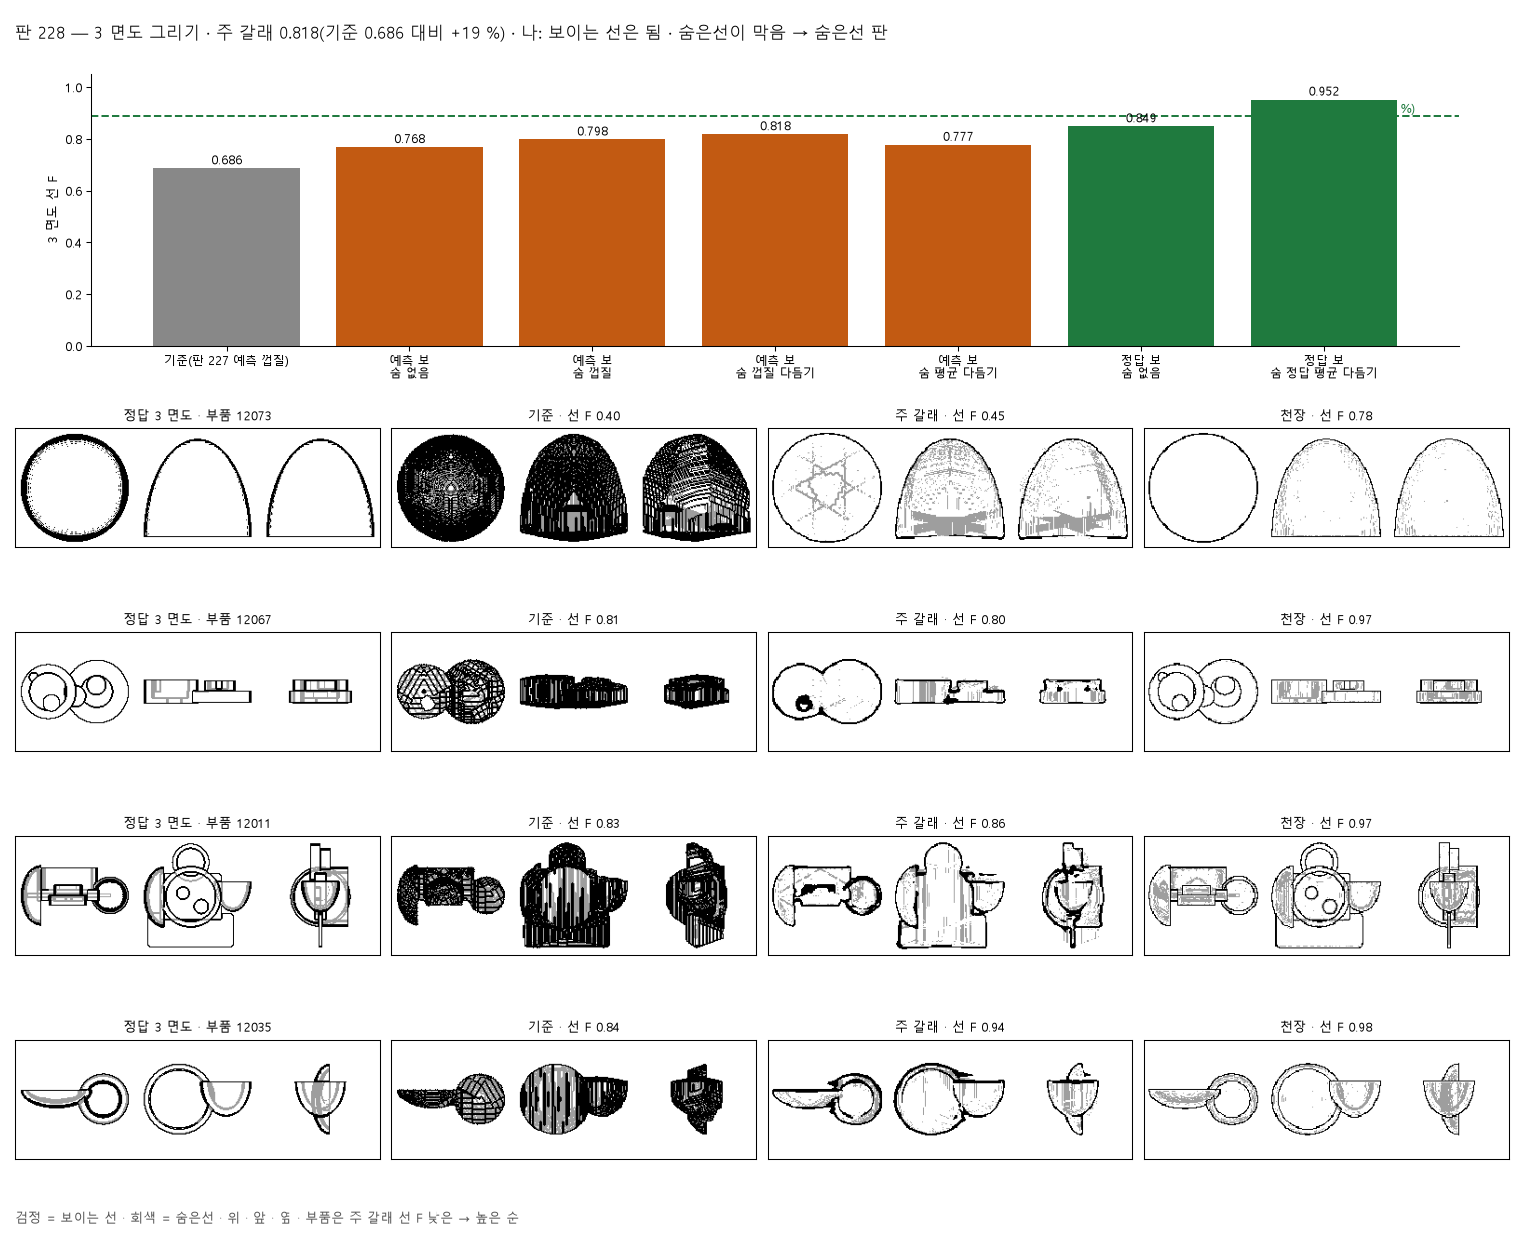 판 228 — 3 면도 그리기 · 주 갈래 0.818(기준 0.686 대비 +19 %) · 나: 보이는 선은 됨 · 숨은선이 막음 → 숨은선 판
3 면도 선 F
1.0
0.8
0.6
0.4
0.2
0.0
0.686
0.768
0.798
0.818
0.777
0.849
0.952
%)
기준(판 227 예측 껍질)
예측 보
숨 없음
예측 보
숨 껍질
예측 보
숨 껍질 다듬기
예측 보
숨 평균 다듬기
정답 보
숨 없음
정답 보
숨 정답 평균 다듬기
정답 3 면도 · 부품 12073
기준 · 선 F 0.40
주 갈래 · 선 F 0.45
천장 · 선 F 0.78
정답 3 면도 · 부품 12067
기준 · 선 F 0.81
주 갈래 · 선 F 0.80
천장 · 선 F 0.97
정답 3 면도 · 부품 12011
기준 · 선 F 0.83
주 갈래 · 선 F 0.86
천장 · 선 F 0.97
정답 3 면도 · 부품 12035
기준 · 선 F 0.84
주 갈래 · 선 F 0.94
천장 · 선 F 0.98
검정 = 보이는 선 · 회색 = 숨은선 · 위 · 앞 · 옆 · 부품은 주 갈래 선 F 낮은 → 높은 순